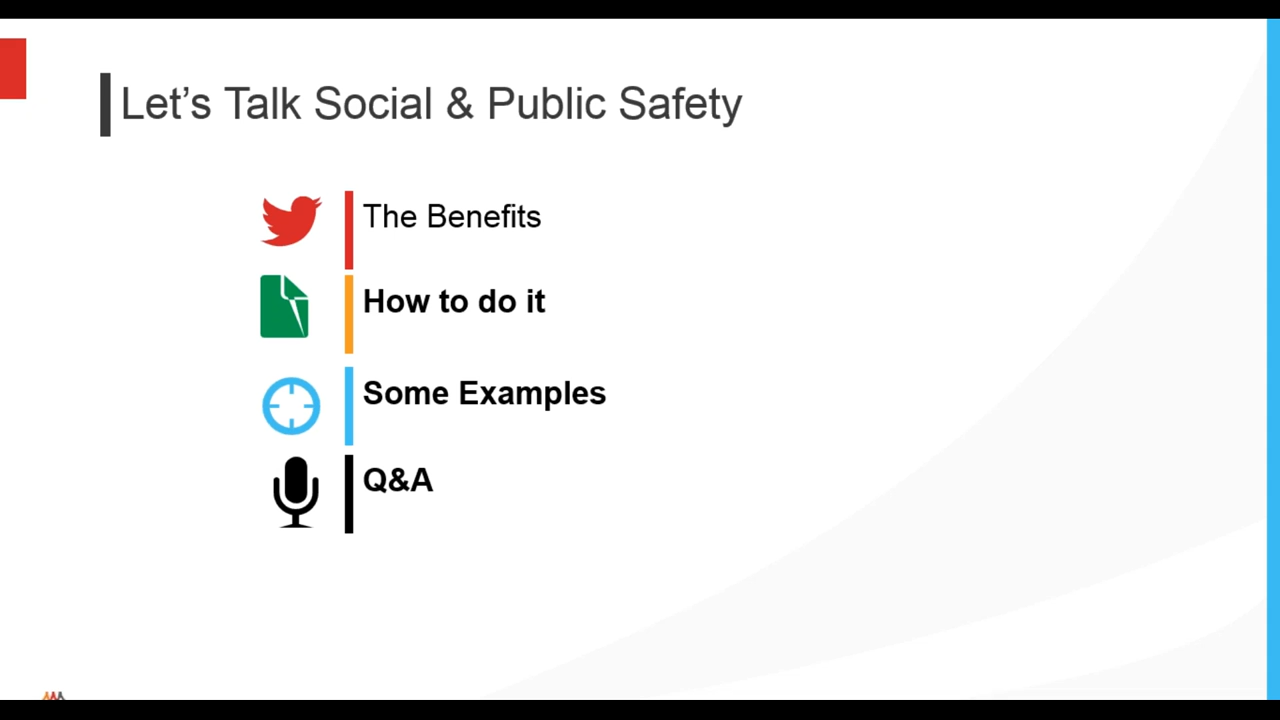 Let’s Talk Social & Public Safety
The Benefits
How to do it
Some Examples
Q&A